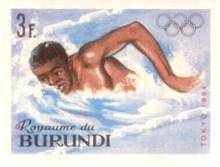 3F.
Royaume du
BURUNDI
TOKYO 1964